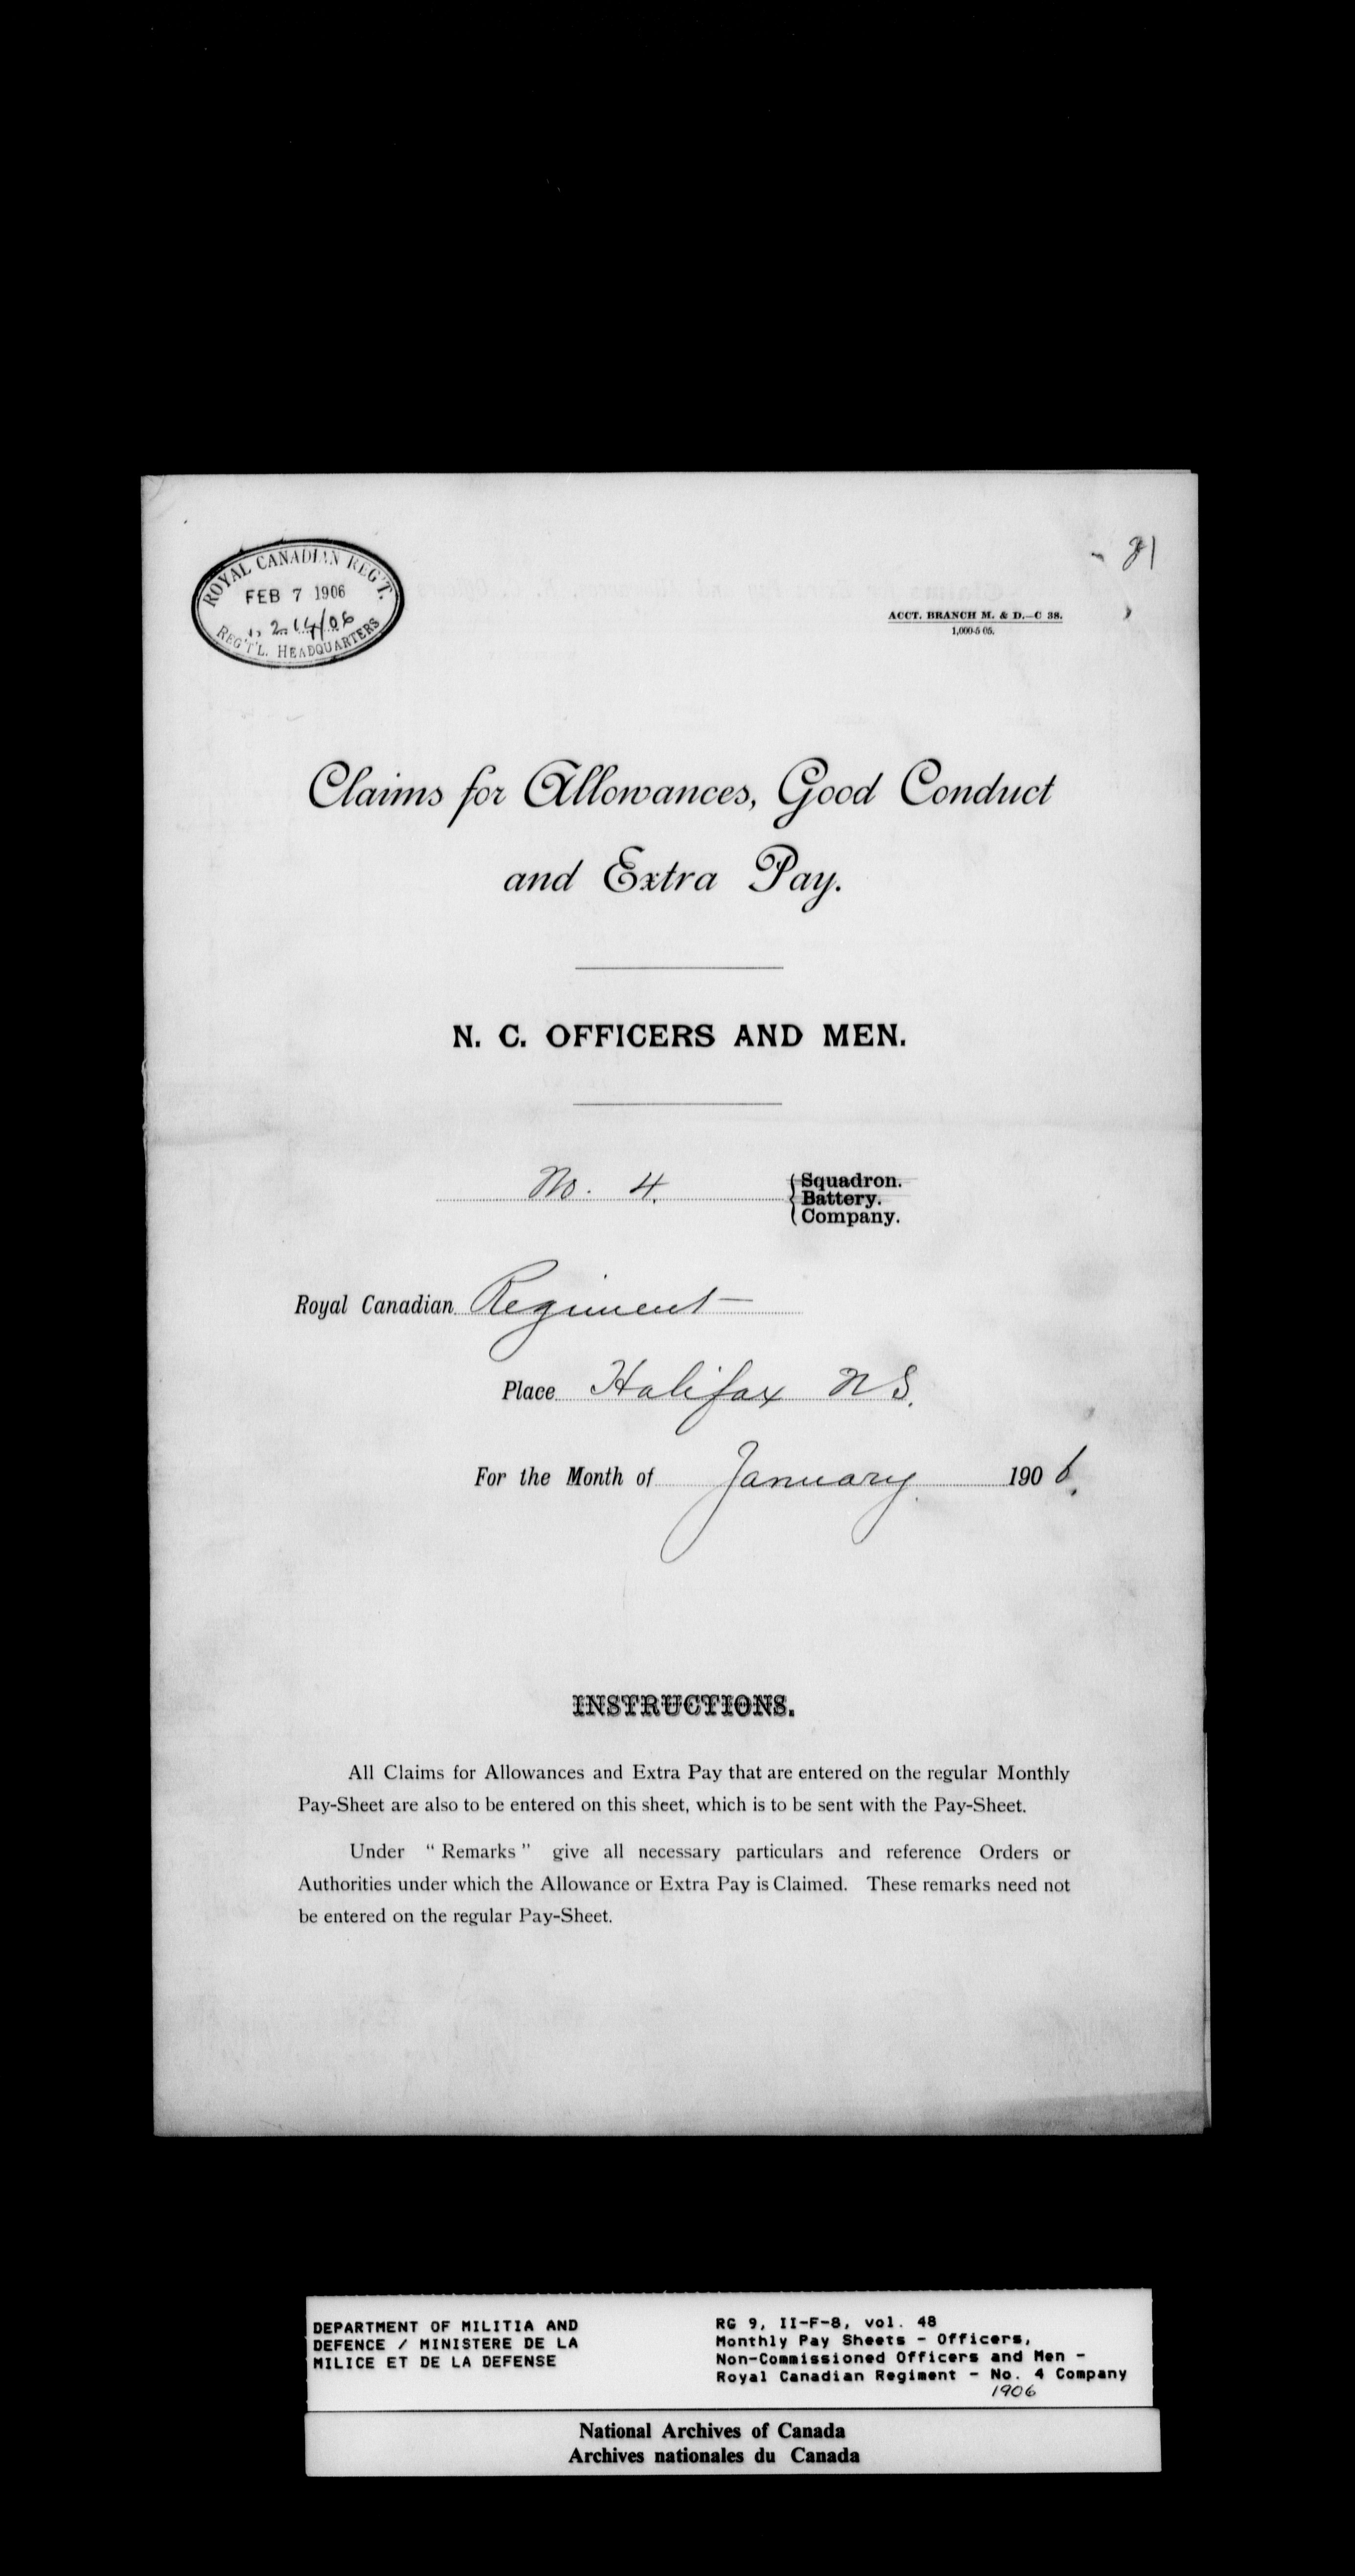 ROYAL CANADIAN REG'T.
FEB 7 1906
REG'T'L. HEADQUARTERS
81
ACCT. BRANCH M. & D.—C 38.
1,000-5 05.
Claims for Allowances, Good Conduct
and Extra Pay.
N. C. OFFICERS AND MEN.
No. 4.
Squadron.
Battery.
Company.
Royal Canadian Regiment
Place Halifax N S.
For the Month of January 1906.
INSTRUCTIONS.
All Claims for Allowances and Extra Pay that are entered on the regular Monthly
Pay-Sheet are also to be entered on this sheet, which is to be sent with the Pay-Sheet.
Under “ Remarks ” give all necessary particulars and reference Orders or
Authorities under which the Allowance or Extra Pay is Claimed. These remarks need not
be entered on the regular Pay-Sheet.
DEPARTMENT OF MILITIA AND
DEFENCE / MINISTERE DE LA
MILICE ET DE LA DEFENSE
RG 9, II-F-8, vol. 48
Monthly Pay Sheets - Officers,
Non-Commissioned Officers and Men -
Royal Canadian Regiment - No. 4 Company
1906
National Archives of Canada
Archives nationales du Canada